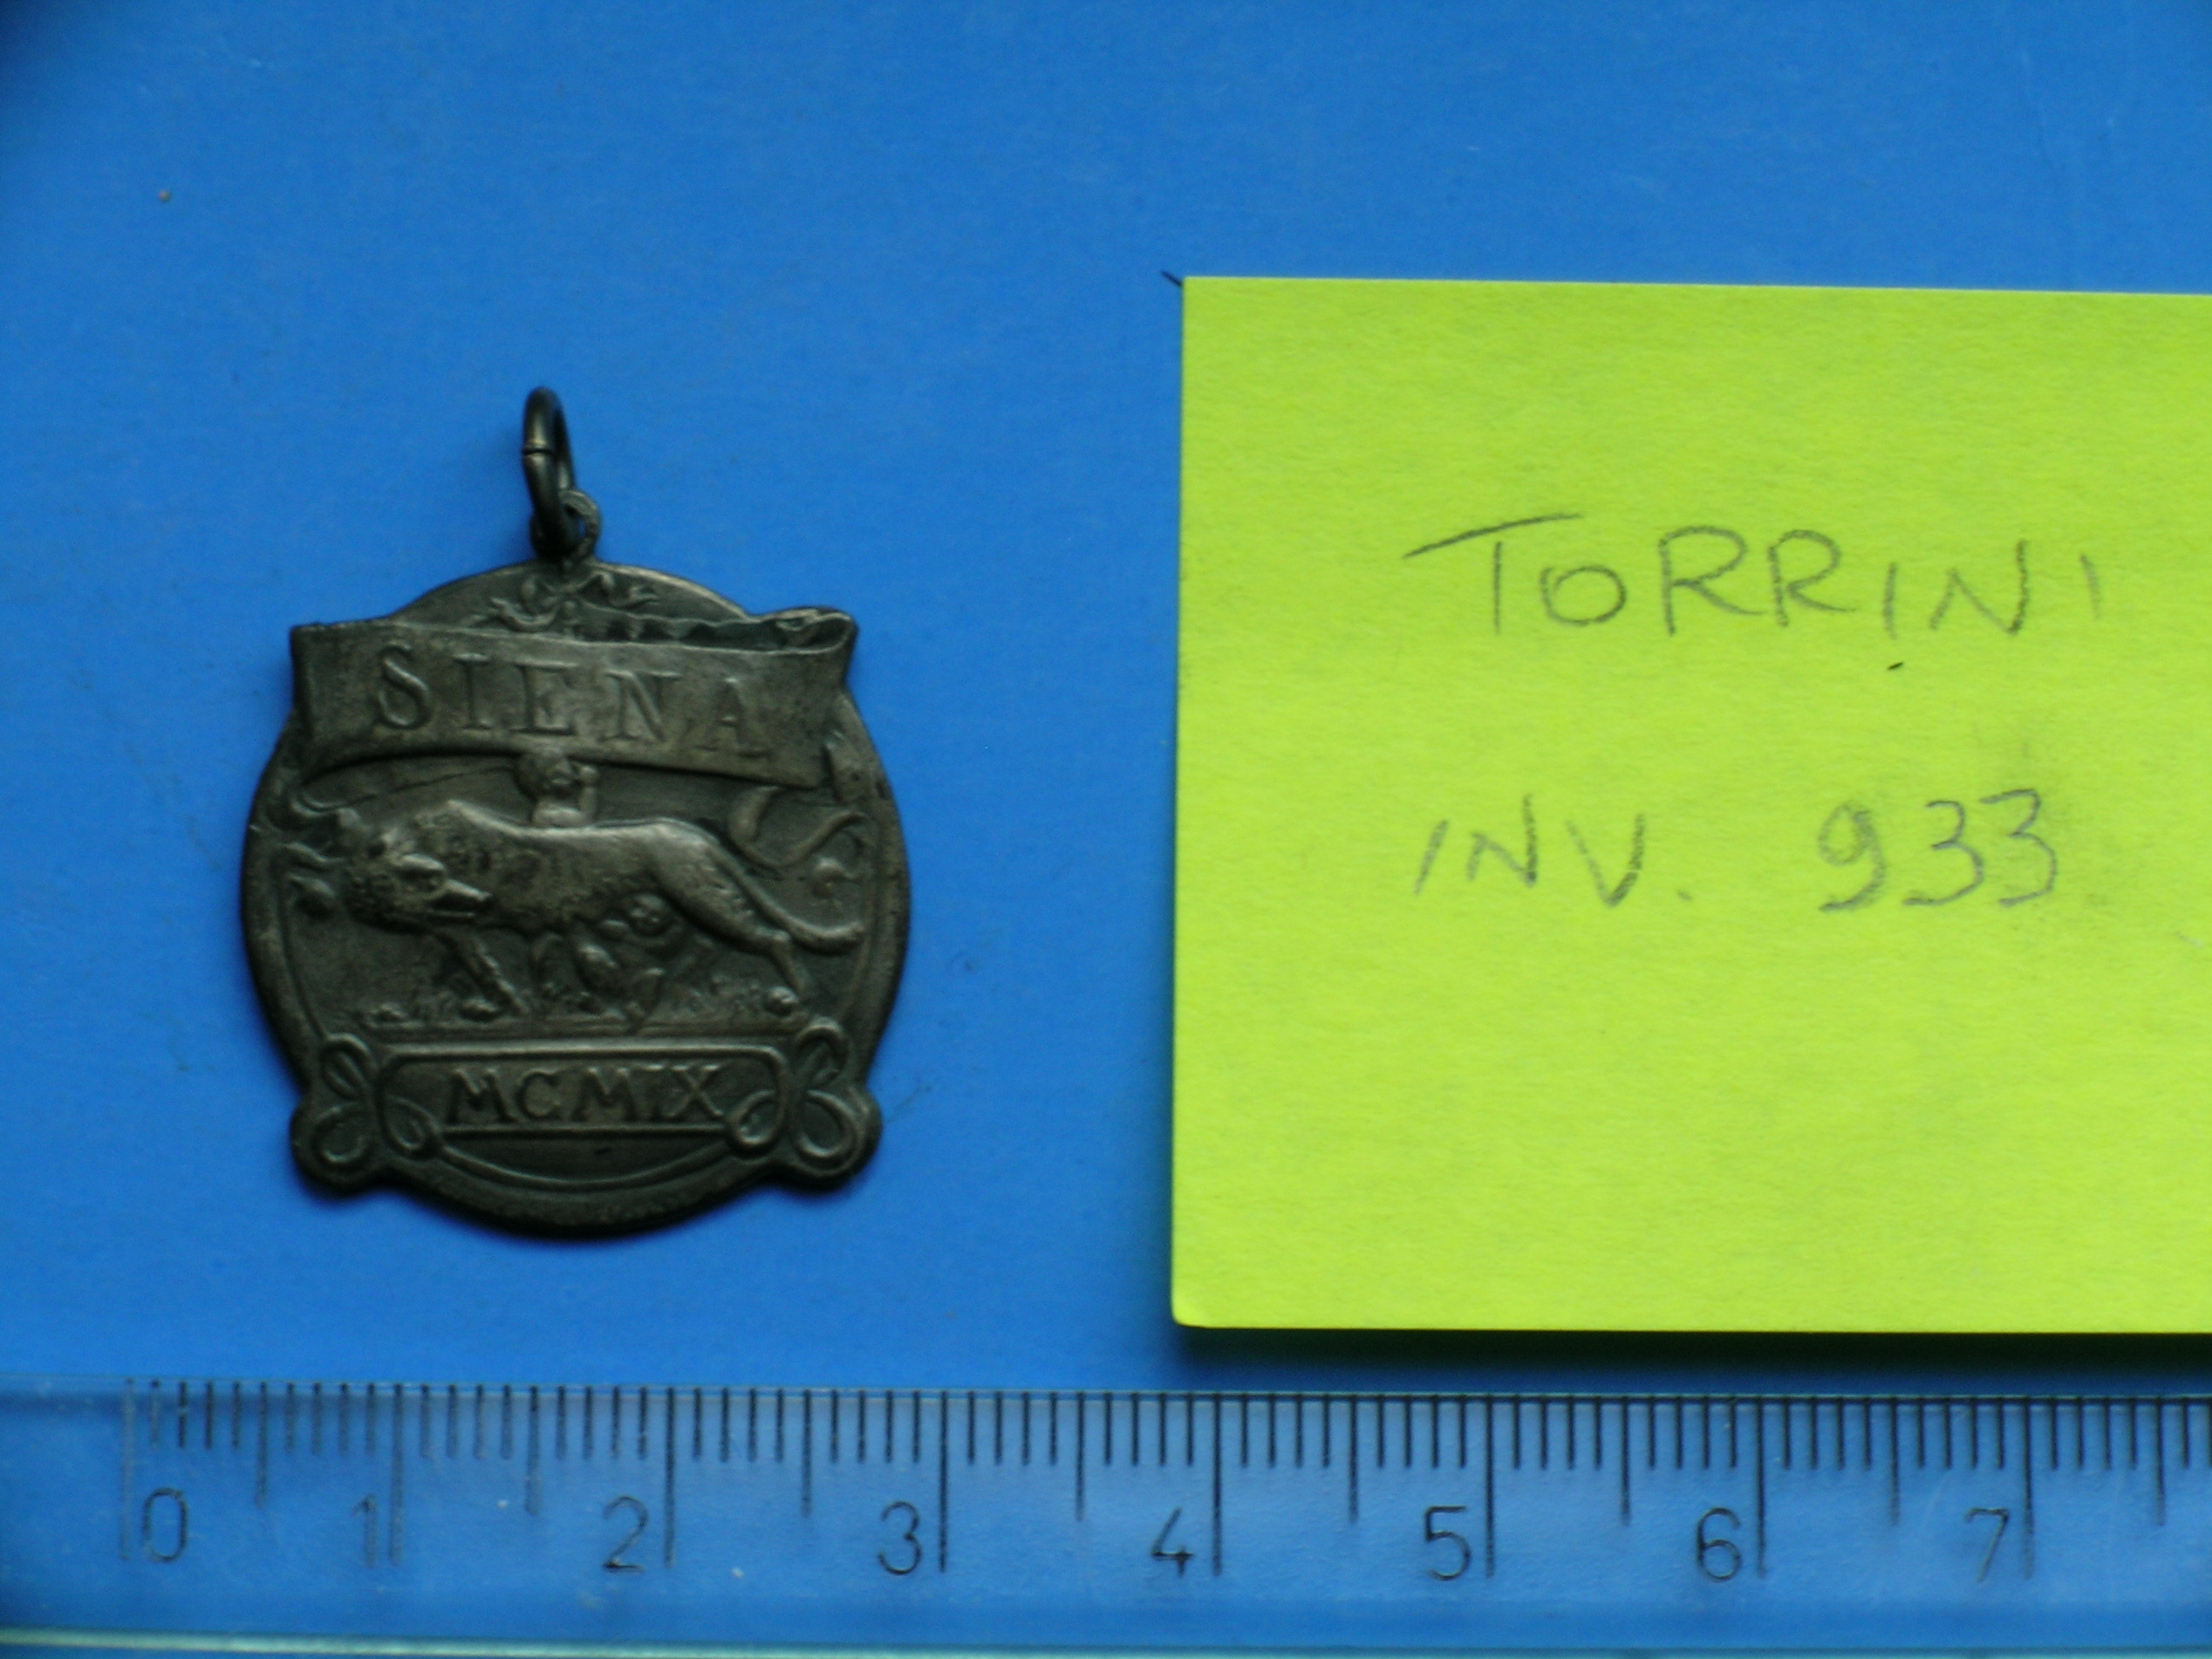 SIENA
MCMIX
TORRINI
INV. 933
0 1 2 3 4 5 6 7